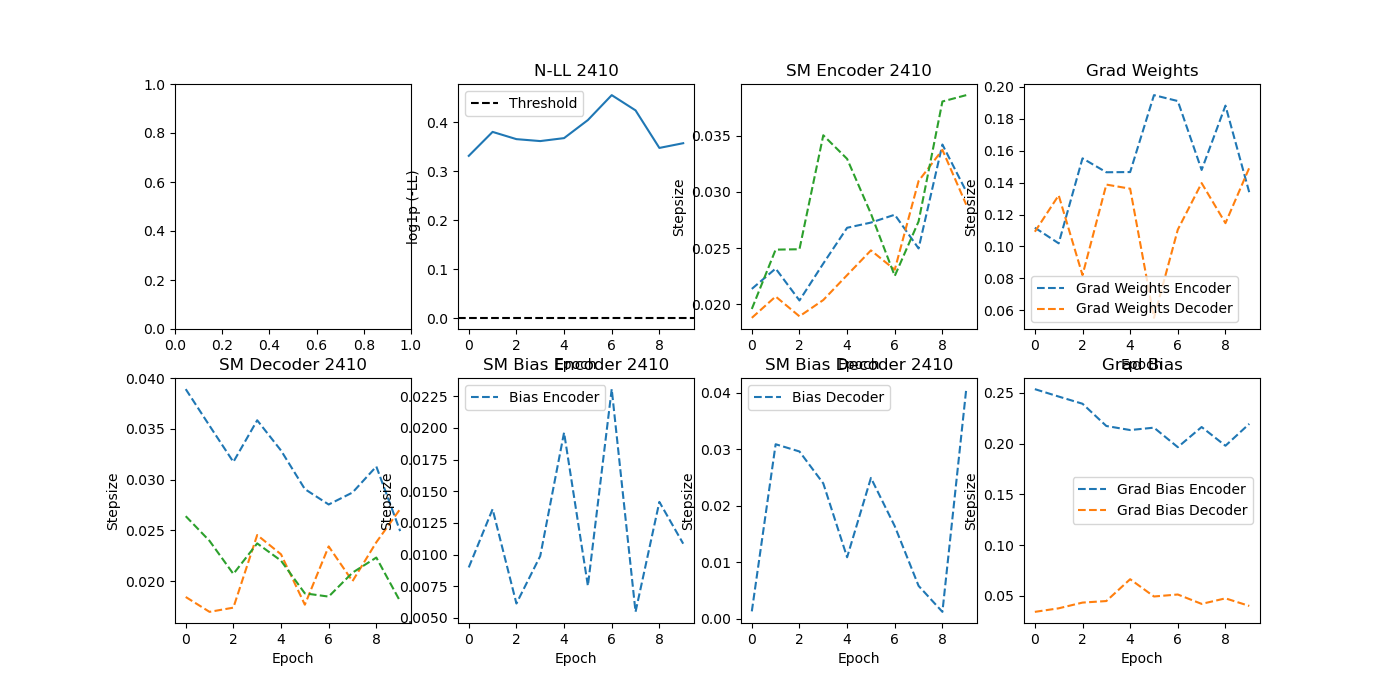 N-LL 2410
SM Encoder 2410
Grad Weights
1.0
0.8
0.6
0.4
0.2
0.0
0.0 0.2 0.4 0.6 0.8 1.0
log1p (-LL)
0.4
0.3
0.2
0.1
0.0
Threshold
0 2 4 6 8
Epoch
Stepsize
0.035
0.030
0.025
0.020
0 2 4 6 8
Epoch
Stepsize
0.20
0.18
0.16
0.14
0.12
0.10
0.08
0.06
Grad Weights Encoder
Grad Weights Decoder
0 2 4 6 8
Epoch
SM Decoder 2410
SM Bias Encoder 2410
SM Bias Decoder 2410
Grad Bias
Stepsize
0.040
0.035
0.030
0.025
0.020
0 2 4 6 8
Epoch
Stepsize
0.0225
0.0200
0.0175
0.0150
0.0125
0.0100
0.0075
0.0050
Bias Encoder
0 2 4 6 8
Epoch
Stepsize
0.04
0.03
0.02
0.01
0.00
Bias Decoder
0 2 4 6 8
Epoch
Stepsize
0.25
0.20
0.15
0.10
0.05
Grad Bias Encoder
Grad Bias Decoder
0 2 4 6 8
Epoch